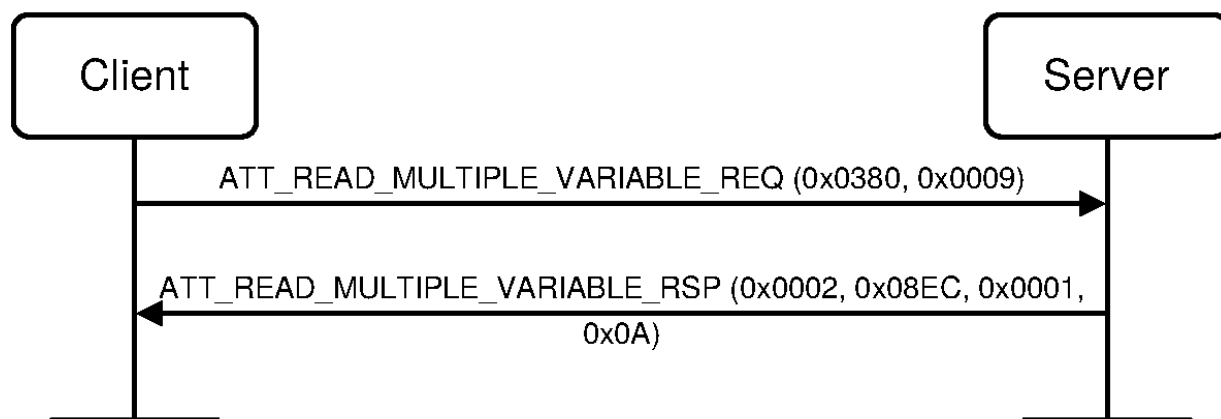 Client
Server
ATT_READ_MULTIPLE_VARIABLE_REQ (0x0380, 0x0009)
ATT_READ_MULTIPLE_VARIABLE_RSP (0x0002, 0x08EC, 0x0001,
0x0A)